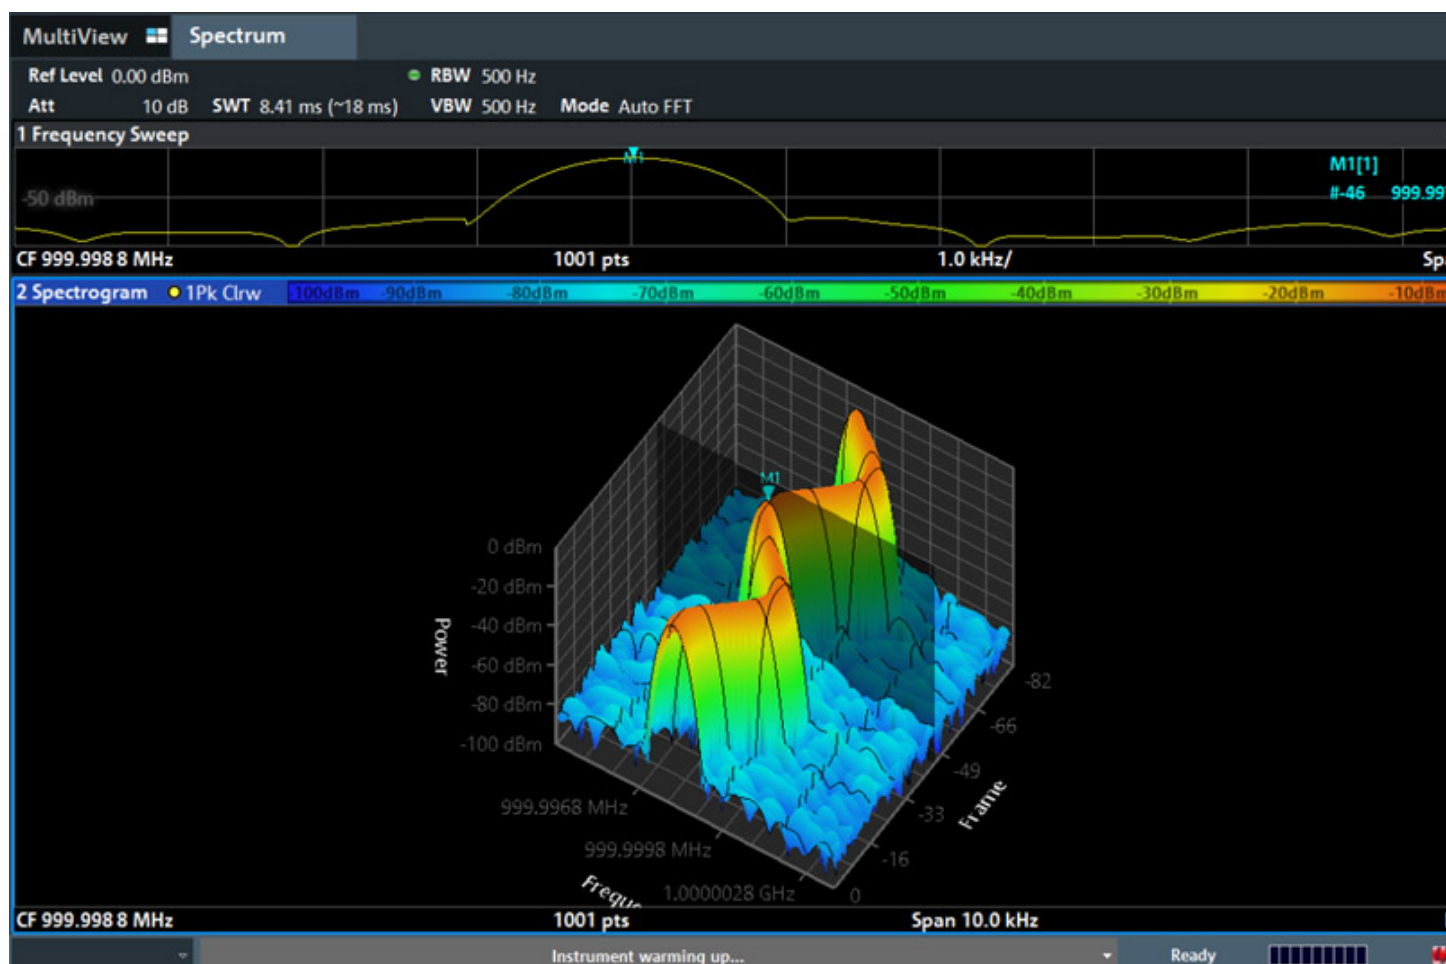 MultiView Spectrum
Ref Level 0.00 dBm RBW 500 Hz
Att 10 dB SWT 8.41 ms (~18 ms) VBW 500 Hz Mode Auto FFT
1 Frequency Sweep
M1
M1[1]
-50 dBm
#-46 999.99
CF 999.998 8 MHz 1001 pts 1.0 kHz/ Sp
2 Spectrogram 1Pk Clrw -100dBm -90dBm -80dBm -70dBm -60dBm -50dBm -40dBm -30dBm -20dBm -10dBm
M1
0 dBm
-20 dBm
-40 dBm
Power
-60 dBm
-80 dBm
-100 dBm
-82
-66
-49
-33
-16
0
Frame
999.9968 MHz
999.9998 MHz
1.0000028 GHz
Frequ
CF 999.998 8 MHz 1001 pts Span 10.0 kHz
Instrument warming up... Ready